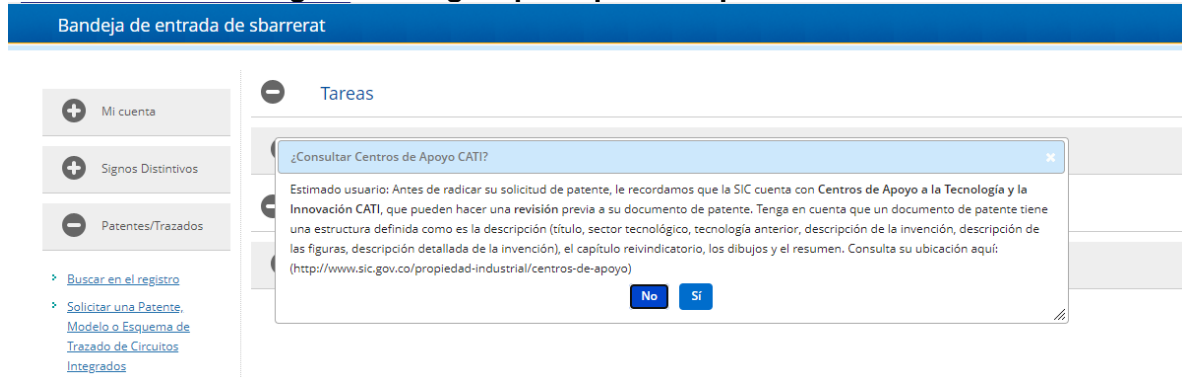 Bandeja de entrada de sbarrerat
Tareas
Mi cuenta
Signos Distintivos
Patentes/Trazados
Buscar en el registro
Solicitar una Patente,
Modelo o Esquema de
Trazado de Circuitos
Integrados
¿Consultar Centros de Apoyo CATI?
Estimado usuario: Antes de radicar su solicitud de patente, le recordamos que la SIC cuenta con Centros de Apoyo a la Tecnología y la
Innovación CATI, que pueden hacer una revisión previa a su documento de patente. Tenga en cuenta que un documento de patente tiene
una estructura definida como es la descripción (título, sector tecnológico, tecnología anterior, descripción de la invención, descripción de
las figuras, descripción detallada de la invención), el capítulo reivindicatorio, los dibujos y el resumen. Consulta su ubicación aquí:
(http://www.sic.gov.co/propiedad-industrial/centros-de-apoyo)
No Sí